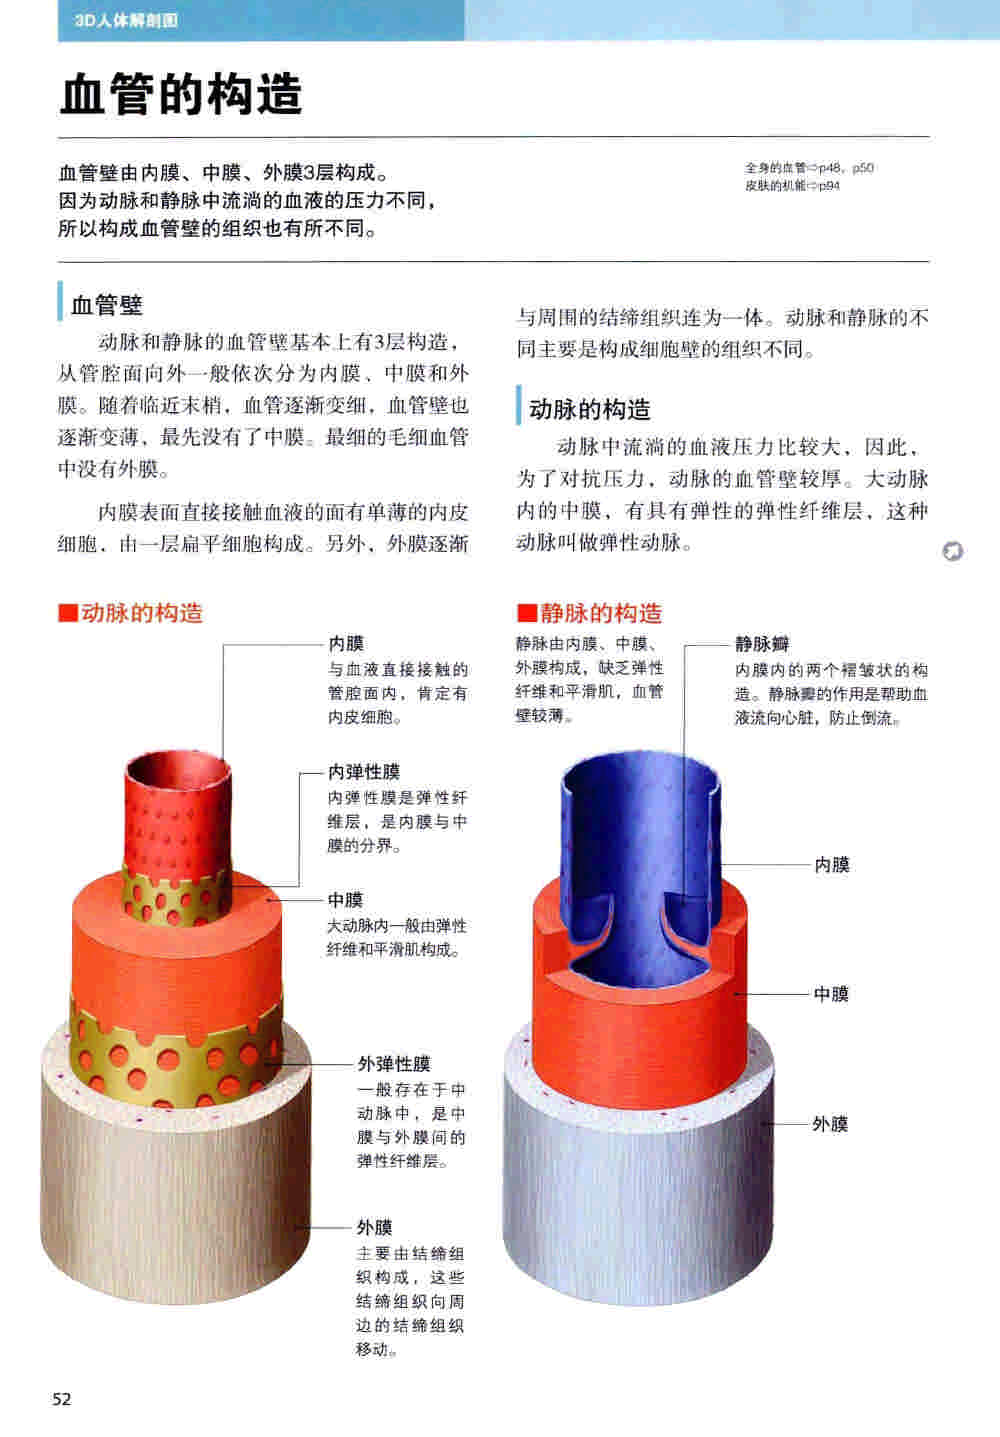 3D人体解剖图
血管的构造
血管壁由内膜、中膜、外膜3层构成。
因为动脉和静脉中流淌的血液的压力不同，
所以构成血管壁的组织也有所不同。
全身的血管⇨p48，p50
皮肤的机能⇨p94
血管壁
动脉和静脉的血管壁基本上有3层构造，
从管腔面向外一般依次分为内膜、中膜和外
膜。随着临近末梢，血管逐渐变细，血管壁也
逐渐变薄，最先没有了中膜。最细的毛细血管
中没有外膜。
内膜表面直接接触血液的面有单薄的内皮
细胞，由一层扁平细胞构成。另外，外膜逐渐
与周围的结缔组织连为一体。动脉和静脉的不
同主要是构成细胞壁的组织不同。
动脉的构造
动脉中流淌的血液压力比较大，因此，
为了对抗压力，动脉的血管壁较厚。大动脉
内的中膜，有具有弹性的弹性纤维层，这种
动脉叫做弹性动脉。
■动脉的构造
内膜
与血液直接接触的
管腔面内，肯定有
内皮细胞。
内弹性膜
内弹性膜是弹性纤
维层，是内膜与中
膜的分界。
中膜
大动脉内一般由弹性
纤维和平滑肌构成。
外弹性膜
一般存在于中
动脉中，是中
膜与外膜间的
弹性纤维层。
外膜
主要由结缔组
织构成，这些
结缔组织向周
边的结缔组织
移动。
■静脉的构造
静脉由内膜、中膜、
外膜构成，缺乏弹性
纤维和平滑肌，血管
壁较薄。
静脉瓣
内膜内的两个褶皱状的构
造。静脉瓣的作用是帮助血
液流向心脏，防止倒流。
内膜
中膜
外膜
52